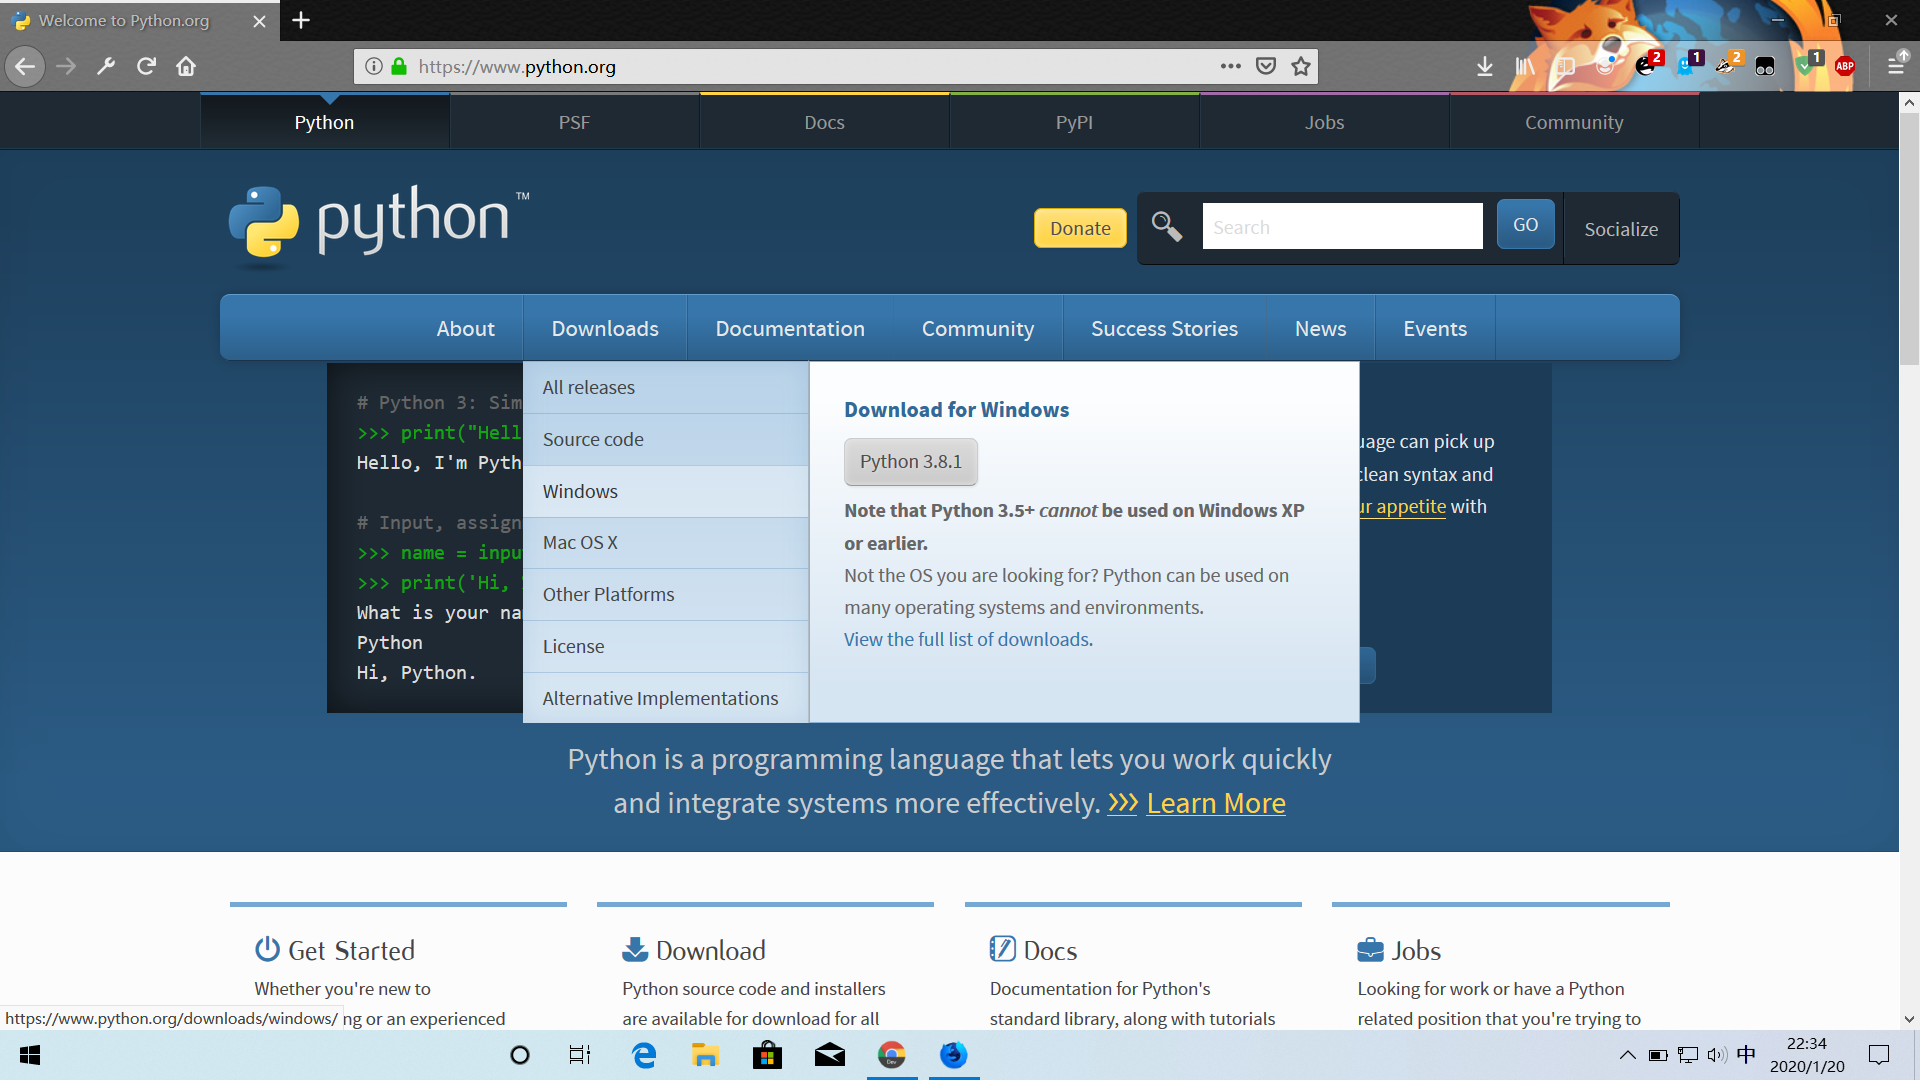 Welcome to Python.org
https://www.python.org
2
1
2
1
ABP
Python
PSF
Docs
PyPI
Jobs
Community
python™
Donate
Search
GO
Socialize
About
Downloads
Documentation
Community
Success Stories
News
Events
# Python 3: Sim
>>> print("Hell
Hello, I'm Pyth
# Input, assign
>>> name = inpu
>>> print('Hi,
What is your na
Python
Hi, Python.
All releases
Source code
Windows
Mac OS X
Other Platforms
License
Alternative Implementations
Download for Windows
Python 3.8.1
Note that Python 3.5+ cannot be used on Windows XP
or earlier.
Not the OS you are looking for? Python can be used on
many operating systems and environments.
View the full list of downloads.
uage can pick up
clean syntax and
ur appetite with
Python is a programming language that lets you work quickly
and integrate systems more effectively. >>> Learn More
Get Started
Whether you're new to
ng or an experienced
Download
Python source code and installers
are available for download for all
Docs
Documentation for Python's
standard library, along with tutorials
Jobs
Looking for work or have a Python
related position that you're trying to
https://www.python.org/downloads/windows/
Dev
中
22:34
2020/1/20